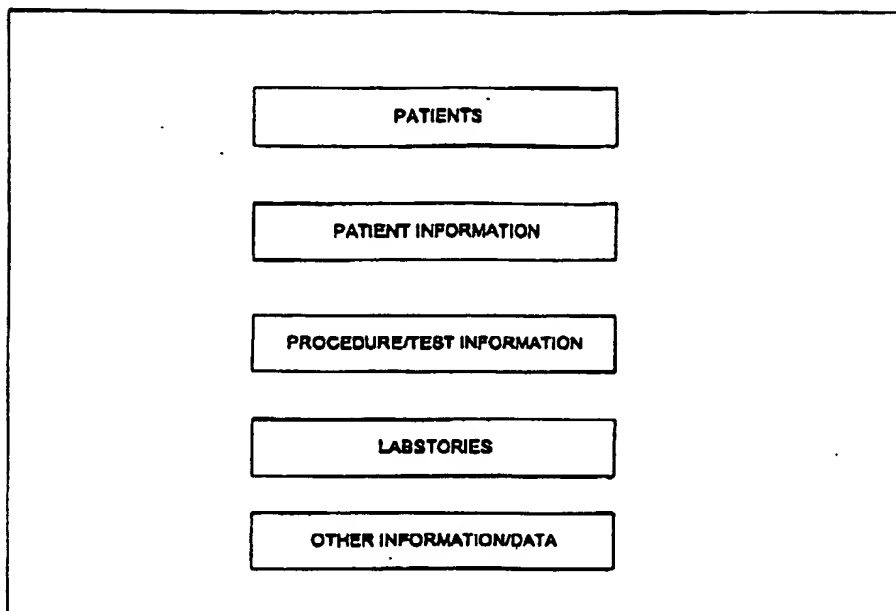 PATIENTS
PATIENT INFORMATION
PROCEDURE/TEST INFORMATION
LABSTORIES
OTHER INFORMATION/DATA